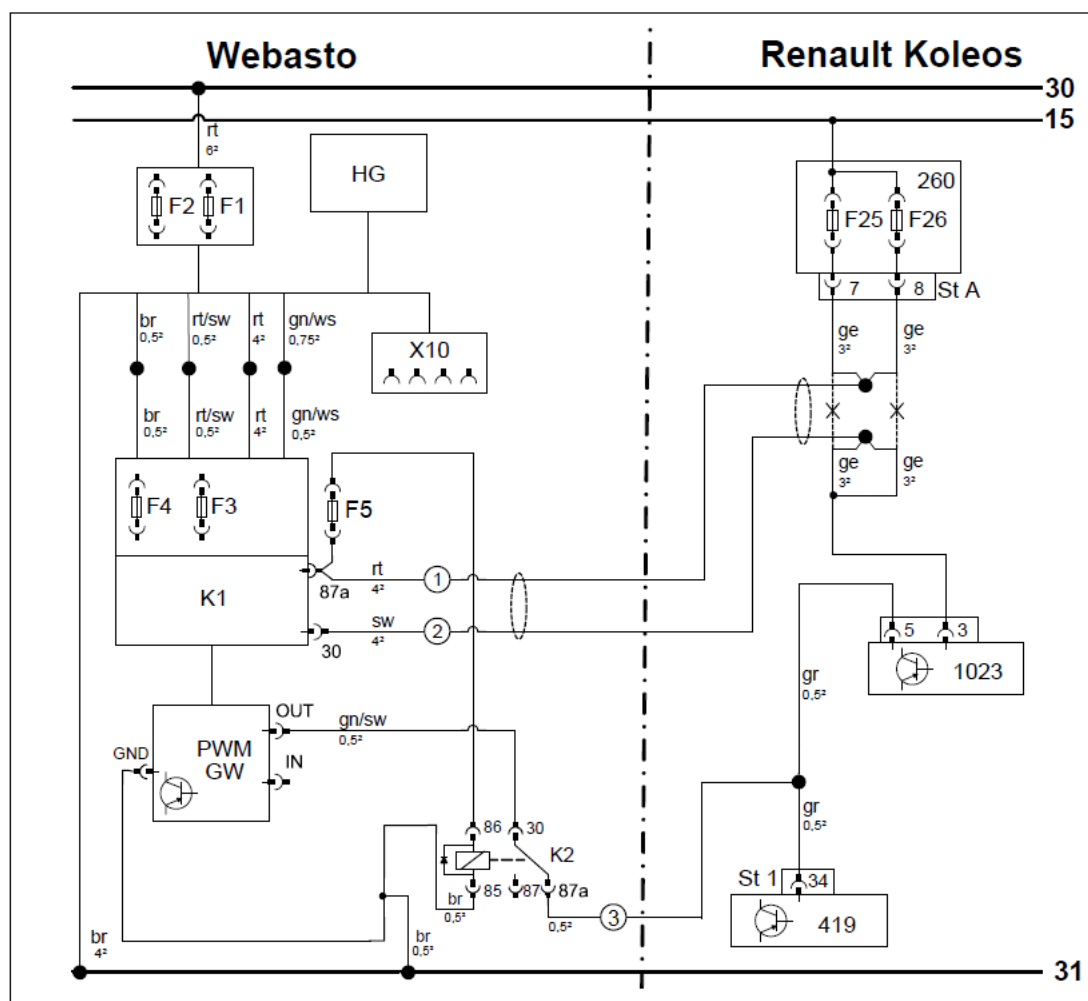 Webasto
Renault Koleos
30
15
rt
6²
HG
260
F2
F1
F25
F26
7
8
St A
br
0,5²
rt/sw
0,5²
rt
4²
gn/ws
0,75²
X10
ge
3²
ge
3²
br
0,5²
rt/sw
0,5²
rt
4²
gn/ws
0,5²
ge
3²
ge
3²
F4
F3
F5
K1
87a
rt
4²
1
30
sw
4²
2
5
3
1023
gr
0,5²
OUT
gn/sw
0,5²
GND
PWM
GW
IN
gr
0,5²
86
30
K2
85
87
87a
br
0,5²
0,5²
3
St 1
34
419
br
4²
br
0,5²
31